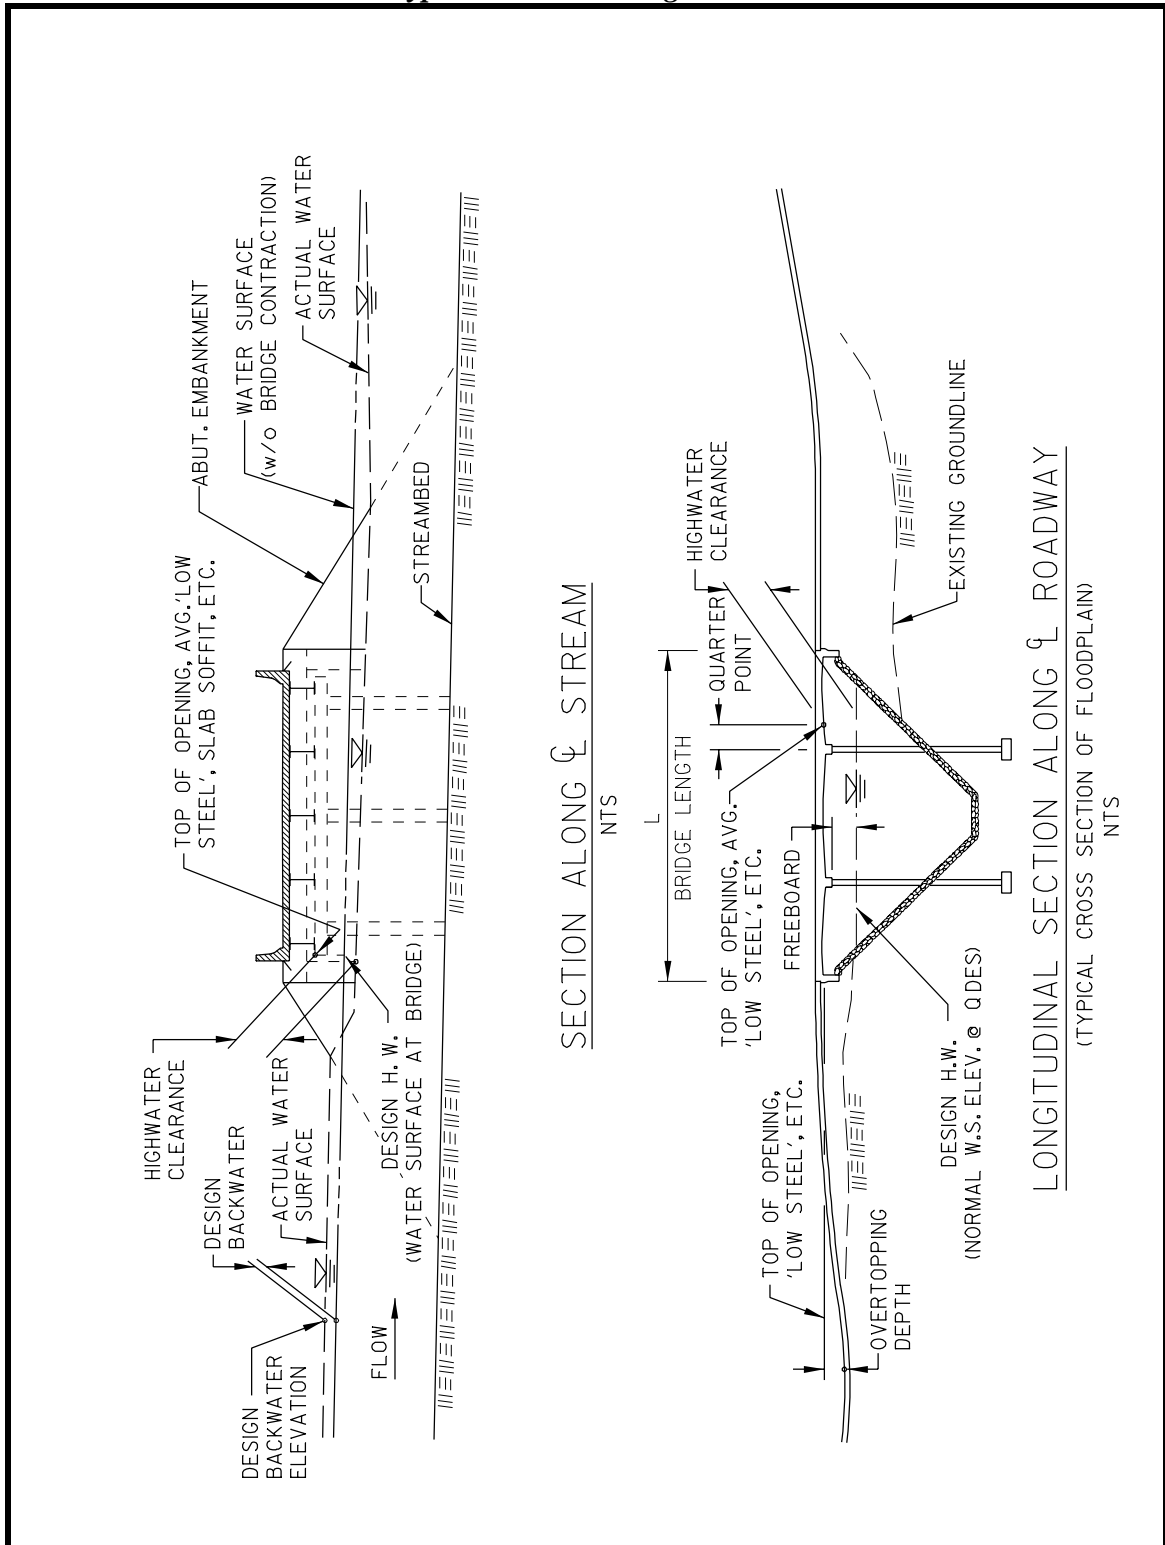 HIGHWATER
CLEARANCE
DESIGN
BACKWATER
DESIGN
BACKWATER
ELEVATION
ACTUAL WATER
SURFACE
FLOW
DESIGN H.W.
(WATER SURFACE AT BRIDGE)
TOP OF OPENING, AVG. 'LOW
STEEL', SLAB SOFFIT, ETC.
ABUT. EMBANKMENT
WATER SURFACE
(w/o BRIDGE CONTRACTION)
ACTUAL WATER
SURFACE
STREAMBED
SECTION ALONG ℄ STREAM
NTS
L
BRIDGE LENGTH
QUARTER
POINT
HIGHWATER
CLEARANCE
TOP OF OPENING, AVG.
'LOW STEEL', ETC.
FREEBOARD
TOP OF OPENING,
'LOW STEEL', ETC.
OVERTOPPING
DEPTH
DESIGN H.W.
(NORMAL W.S. ELEV. @ QDES)
EXISTING GROUNDLINE
LONGITUDINAL SECTION ALONG ℄ ROADWAY
(TYPICAL CROSS SECTION OF FLOODPLAIN)
NTS